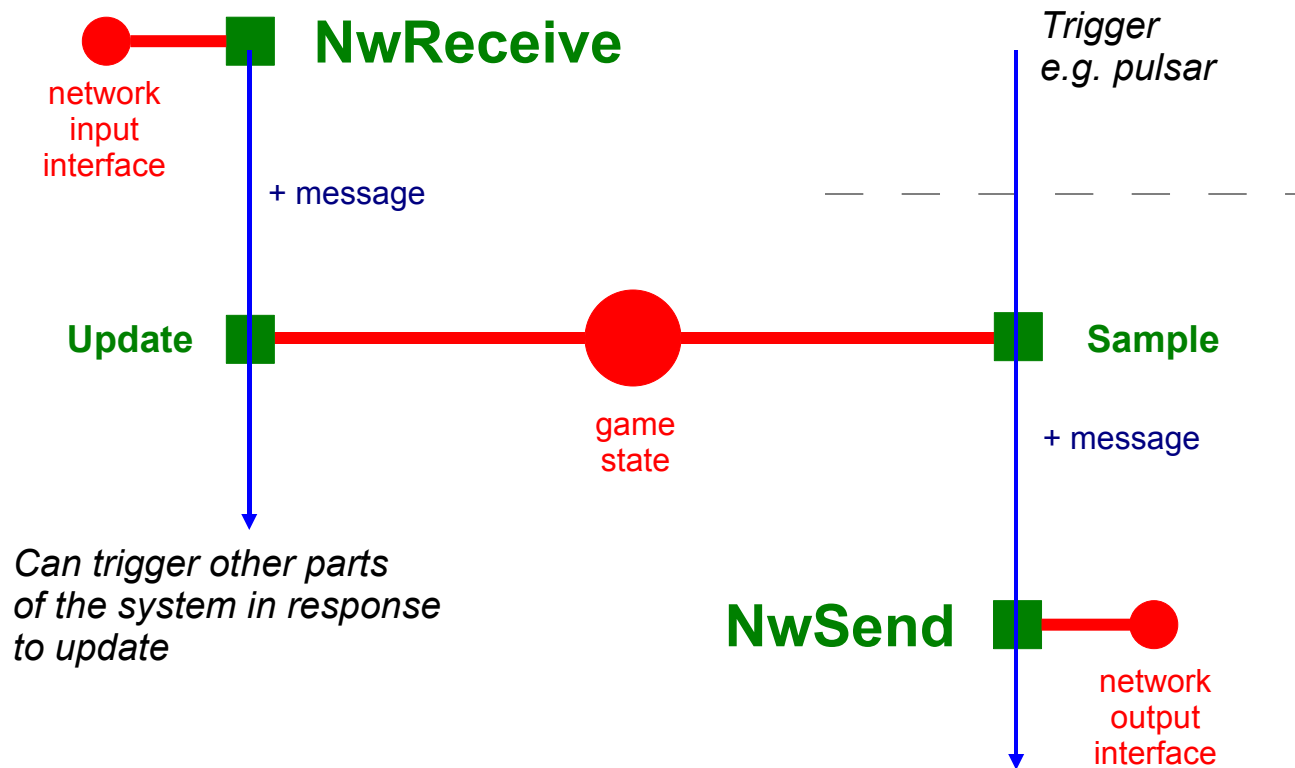 NwReceive
Trigger
e.g. pulsar
network
input
interface
+ message
Update
Sample
game
state
+ message
Can trigger other parts
of the system in response
to update
NwSend
network
output
interface